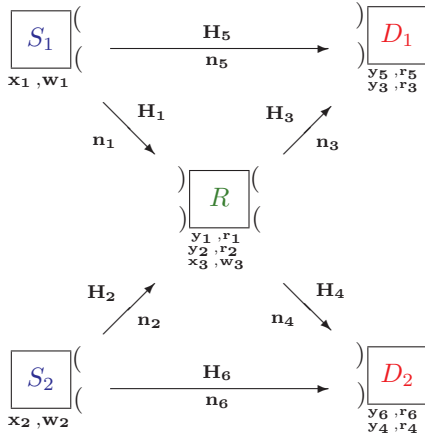 S1 H5 D1
x1 ,w1 n5 y5 ,r5
y3 ,r3
H1 H3
n1 n3
R
y1 ,r1
y2 ,r2
x3 ,w3
H2 H4
n2 n4
S2 H6 D2
x2 ,w2 n6 y6 ,r6
y4 ,r4